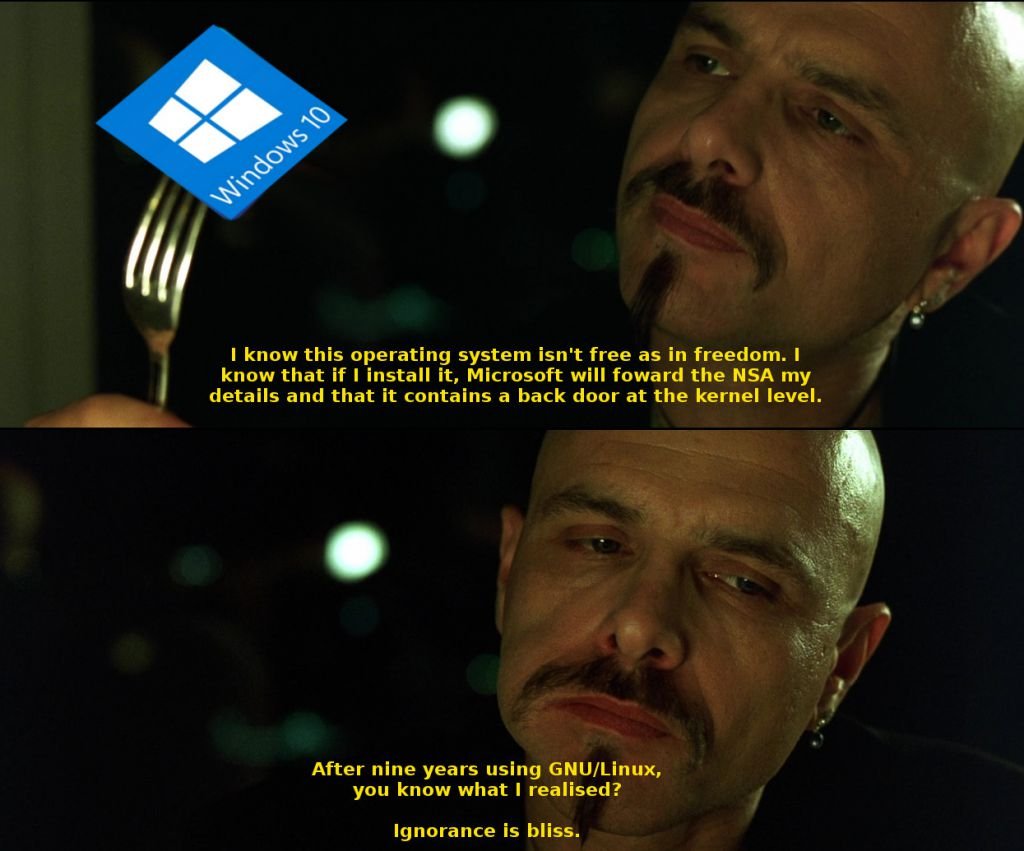 Windows 10
I know this operating system isn't free as in freedom. I
know that if I install it, Microsoft will foward the NSA my
details and that it contains a back door at the kernel level.
After nine years using GNU/Linux,
you know what I realised?
Ignorance is bliss.